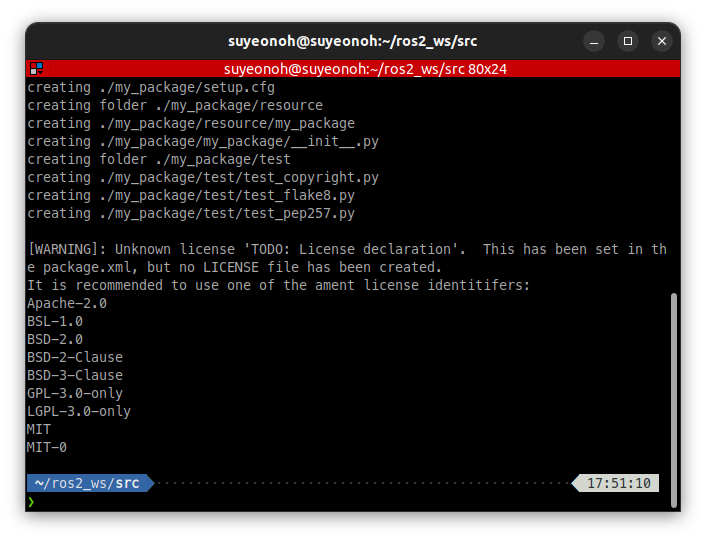 suyeonoh@suyeonoh:~/ros2_ws/src
suyeonoh@suyeonoh:~/ros2_ws/src 80x24
creating ./my_package/setup.cfg
creating folder ./my_package/resource
creating ./my_package/resource/my_package
creating ./my_package/my_package/__init__.py
creating folder ./my_package/test
creating ./my_package/test/test_copyright.py
creating ./my_package/test/test_flake8.py
creating ./my_package/test/test_pep257.py
[WARNING]: Unknown license 'TODO: License declaration'.  This has been set in th
e package.xml, but no LICENSE file has been created.
It is recommended to use one of the ament license identitifers:
Apache-2.0
BSL-1.0
BSD-2.0
BSD-2-Clause
BSD-3-Clause
GPL-3.0-only
LGPL-3.0-only
MIT
MIT-0
~/ros2_ws/src 17:51:10
❯